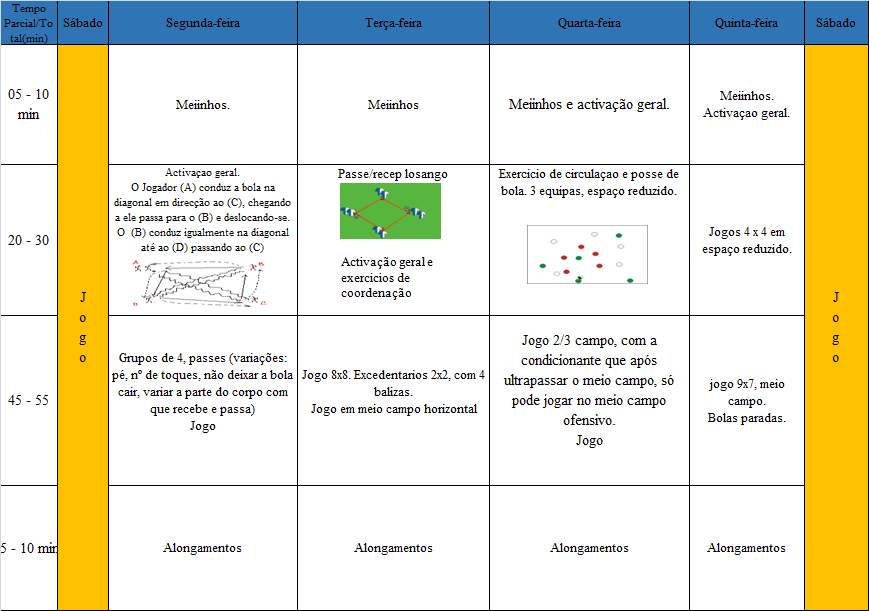 Tempo
Parcial/To
tal(min)
Sábado
Segunda-feira
Terça-feira
Quarta-feira
Quinta-feira
Sábado
05 - 10
min
Meiinhos.
Meiinhos
Meiinhos e activação geral.
Meiinhos.
Activaçao geral.
20 - 30
Activaçao geral.
O Jogador (A) conduz a bola na
diagonal em direcção ao (C), chegando
a ele passa para o (B) e deslocando-se.
O (B) conduz igualmente na diagonal
até ao (D) passando ao (C)
Passe/recep losango
Activação geral e
exercicios de
coordenação
Exercicio de circulaçao e posse de
bola. 3 equipas, espaço reduzido.
Jogos 4 x 4 em
espaço reduzido.
J
o
g
o
J
o
g
o
45 - 55
Grupos de 4, passes (variações:
pé, nº de toques, não deixar a bola
cair, variar a parte do corpo com
que recebe e passa)
Jogo
Jogo 8x8. Excedentarios 2x2, com 4
balizas.
Jogo em meio campo horizontal
Jogo 2/3 campo, com a
condicionante que após
ultrapassar o meio campo, só
pode jogar no meio campo
ofensivo.
Jogo
jogo 9x7, meio
campo.
Bolas paradas.
5 - 10 min
Alongamentos
Alongamentos
Alongamentos
Alongamentos